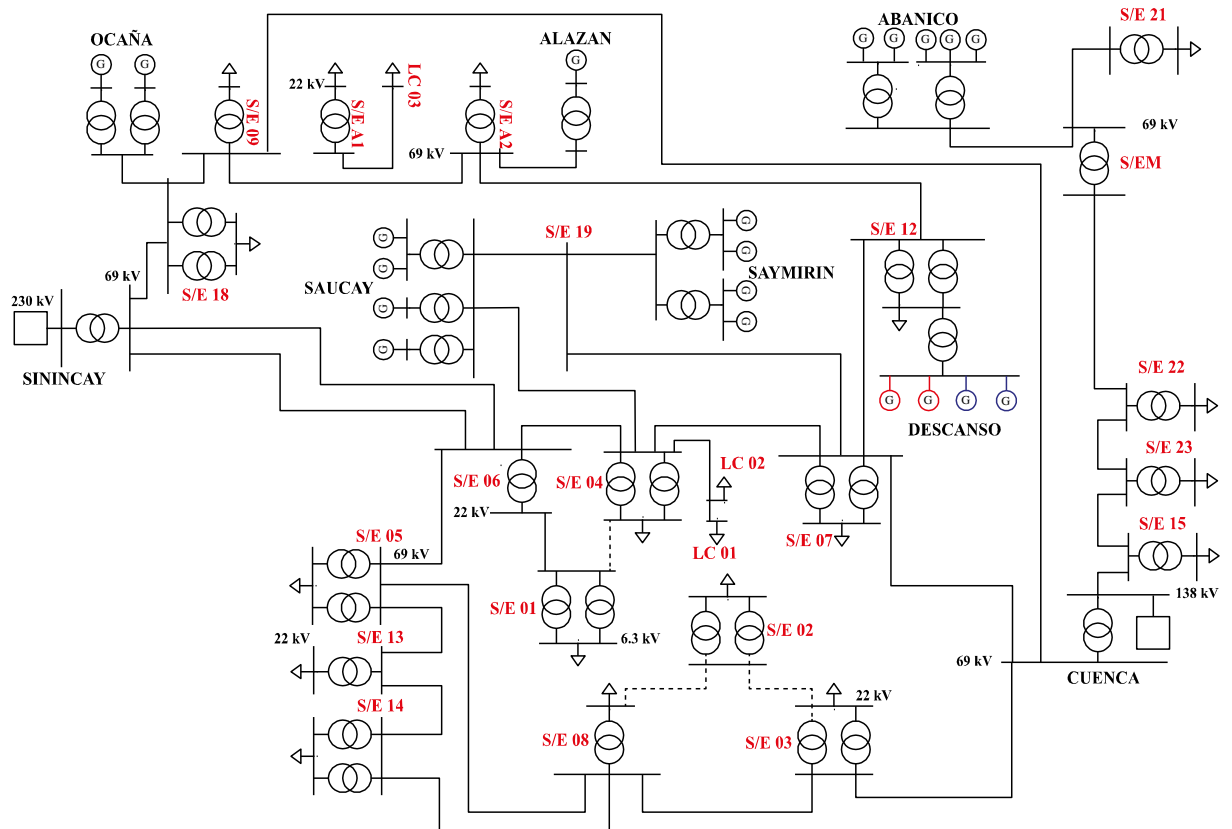 OCAÑA
G
G
S/E 09
22 kV
S/E A1
LC 03
ALAZAN
G
69 kV
S/E A2
ABANICO
G
G
G
G
G
S/E 21
69 kV
S/EM
S/E 18
69 kV
230 kV
SININCAY
S/E 19
G
G
SAUCAY
G
G
G
G
SAYMIRIN
G
G
S/E 12
G
G
G
G
DESCANSO
S/E 22
S/E 23
S/E 15
138 kV
S/E 06
22 kV
S/E 04
LC 02
LC 01
S/E 07
S/E 05
69 kV
S/E 01
6.3 kV
S/E 02
S/E 13
22 kV
S/E 14
69 kV
CUENCA
22 kV
S/E 08
S/E 03